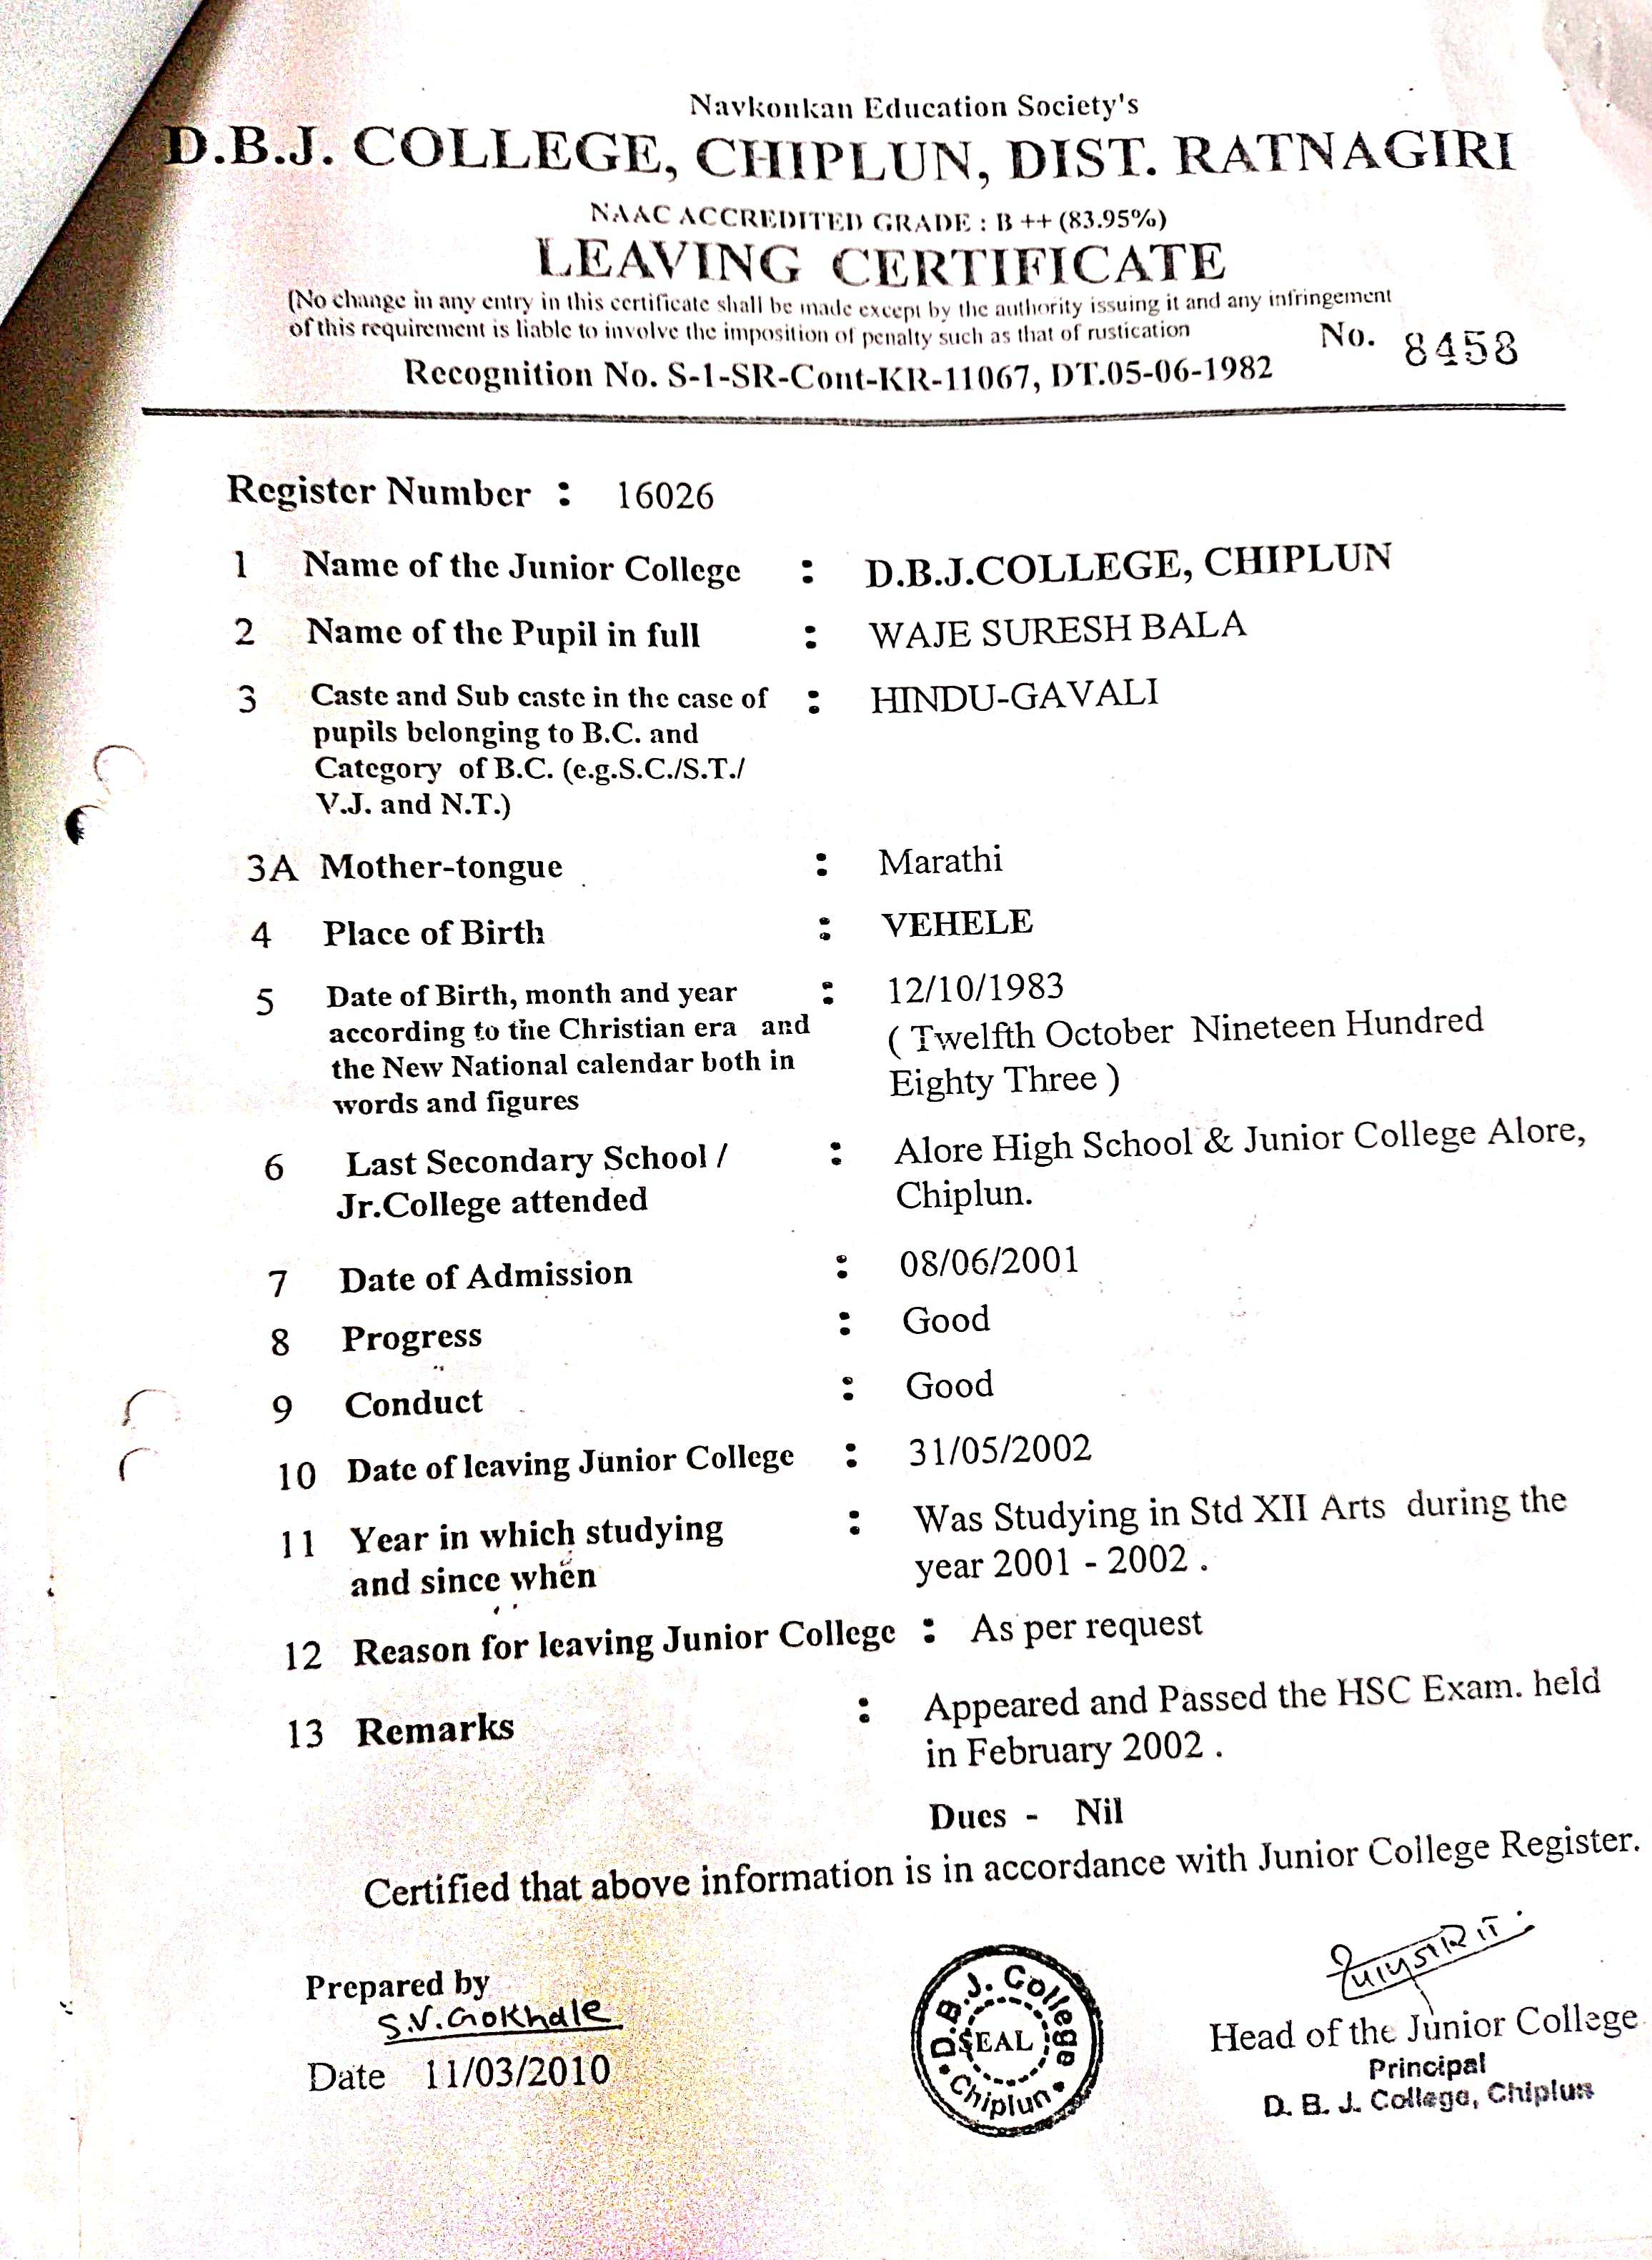 Navkonkan Education Society's
D.B.J. COLLEGE, CHIPLUN, DIST. RATNAGIRI
NAAC ACCREDITED GRADE : B ++ (83.95%)
LEAVING CERTIFICATE
(No change in any entry in this certificate shall be made except by the authority issuing it and any infringement
of this requirement is liable to involve the imposition of penalty such as that of rustication
No. 8458
Recognition No. S-1-SR-Cont-KR-11067, DT.05-06-1982
Register Number : 16026
1 Name of the Junior College : D.B.J.COLLEGE, CHIPLUN
2 Name of the Pupil in full : WAJE SURESH BALA
3 Caste and Sub caste in the case of : HINDU-GAVALI
pupils belonging to B.C. and
Category of B.C. (e.g.S.C./S.T./
V.J. and N.T.)
3A Mother-tongue : Marathi
4 Place of Birth : VEHELE
5 Date of Birth, month and year : 12/10/1983
according to the Christian era and ( Twelfth October Nineteen Hundred
the New National calendar both in Eighty Three )
words and figures
6 Last Secondary School / : Alore High School & Junior College Alore,
Jr.College attended Chiplun.
7 Date of Admission : 08/06/2001
8 Progress : Good
9 Conduct : Good
10 Date of leaving Junior College : 31/05/2002
11 Year in which studying : Was Studying in Std XII Arts during the
and since when year 2001 - 2002 .
12 Reason for leaving Junior College : As per request
13 Remarks : Appeared and Passed the HSC Exam. held
in February 2002 .
Dues - Nil
Certified that above information is in accordance with Junior College Register.
Prepared by
S.V.Gokhale
Date 11/03/2010
D.B.J. College
SEAL
Chiplun
Head of the Junior College
Principal
D. B. J. College, Chiplun